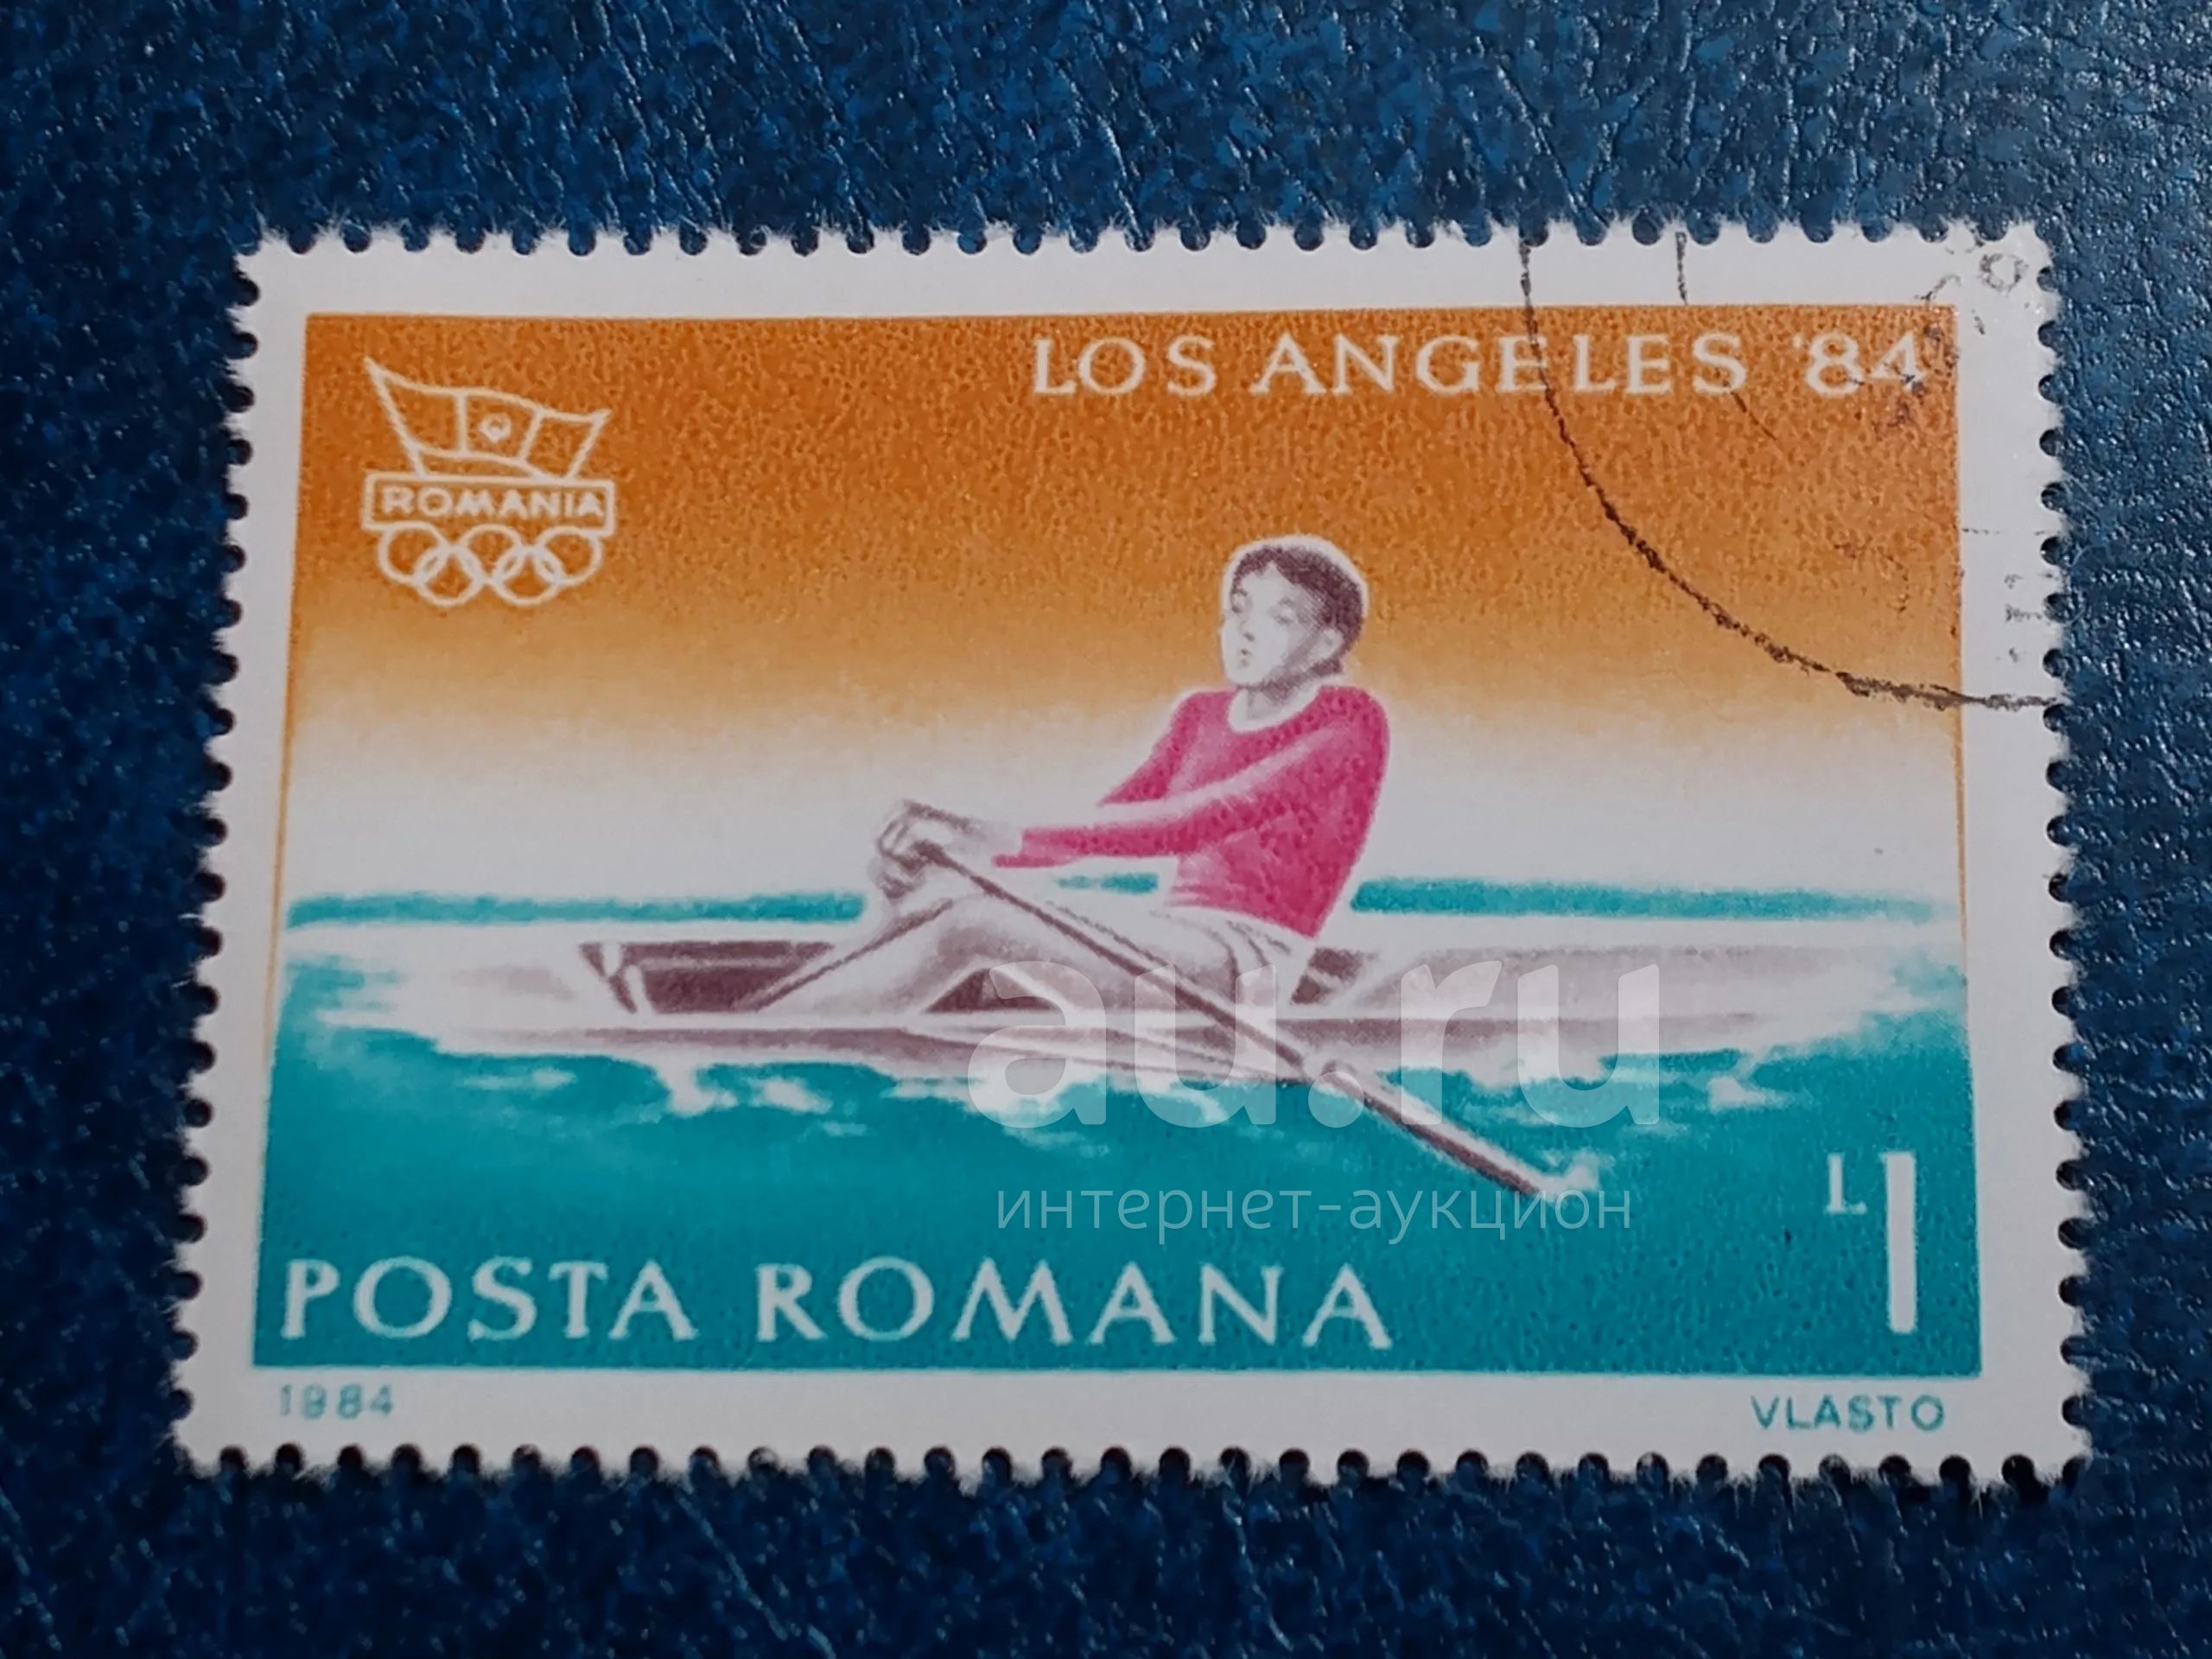 LOS ANGELES '84
ROMANIA
au.ru
интернет-аукцион
L 1
POSTA ROMANA
1984
VLASTO